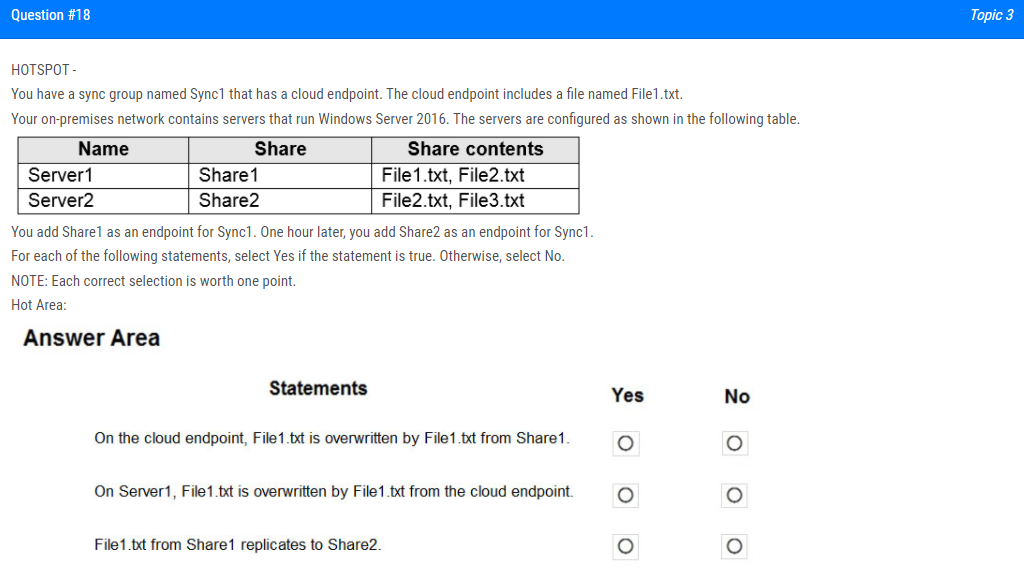 Question #18
Topic 3
HOTSPOT -
You have a sync group named Sync1 that has a cloud endpoint. The cloud endpoint includes a file named File1.txt.
Your on-premises network contains servers that run Windows Server 2016. The servers are configured as shown in the following table.
Name Share Share contents
Server1 Share1 File1.txt, File2.txt
Server2 Share2 File2.txt, File3.txt
You add Share1 as an endpoint for Sync1. One hour later, you add Share2 as an endpoint for Sync1.
For each of the following statements, select Yes if the statement is true. Otherwise, select No.
NOTE: Each correct selection is worth one point.
Hot Area:
Answer Area
Statements Yes No
On the cloud endpoint, File1.txt is overwritten by File1.txt from Share1.
On Server1, File1.txt is overwritten by File1.txt from the cloud endpoint.
File1.txt from Share1 replicates to Share2.